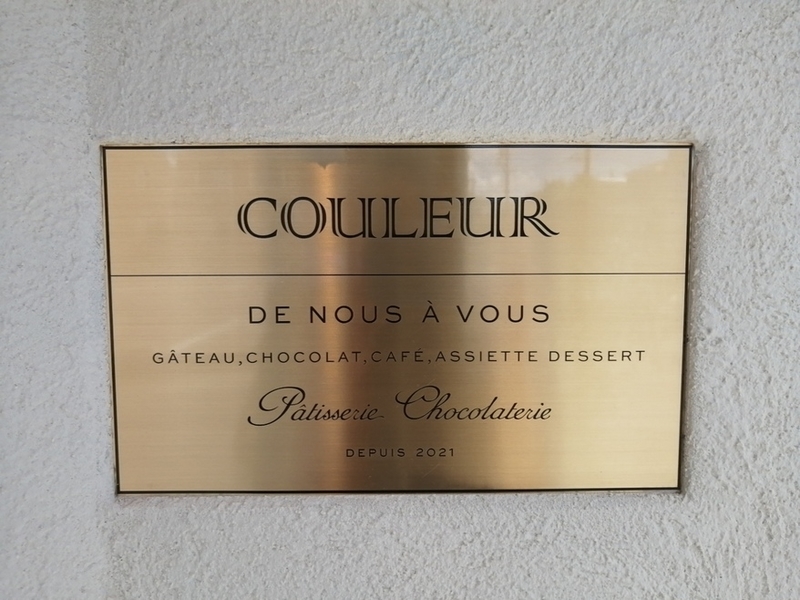 COULEUR
DE NOUS À VOUS
GÂTEAU,CHOCOLAT,CAFÉ,ASSIETTE DESSERT
Pâtisserie- Chocolaterie
DEPUIS 2021